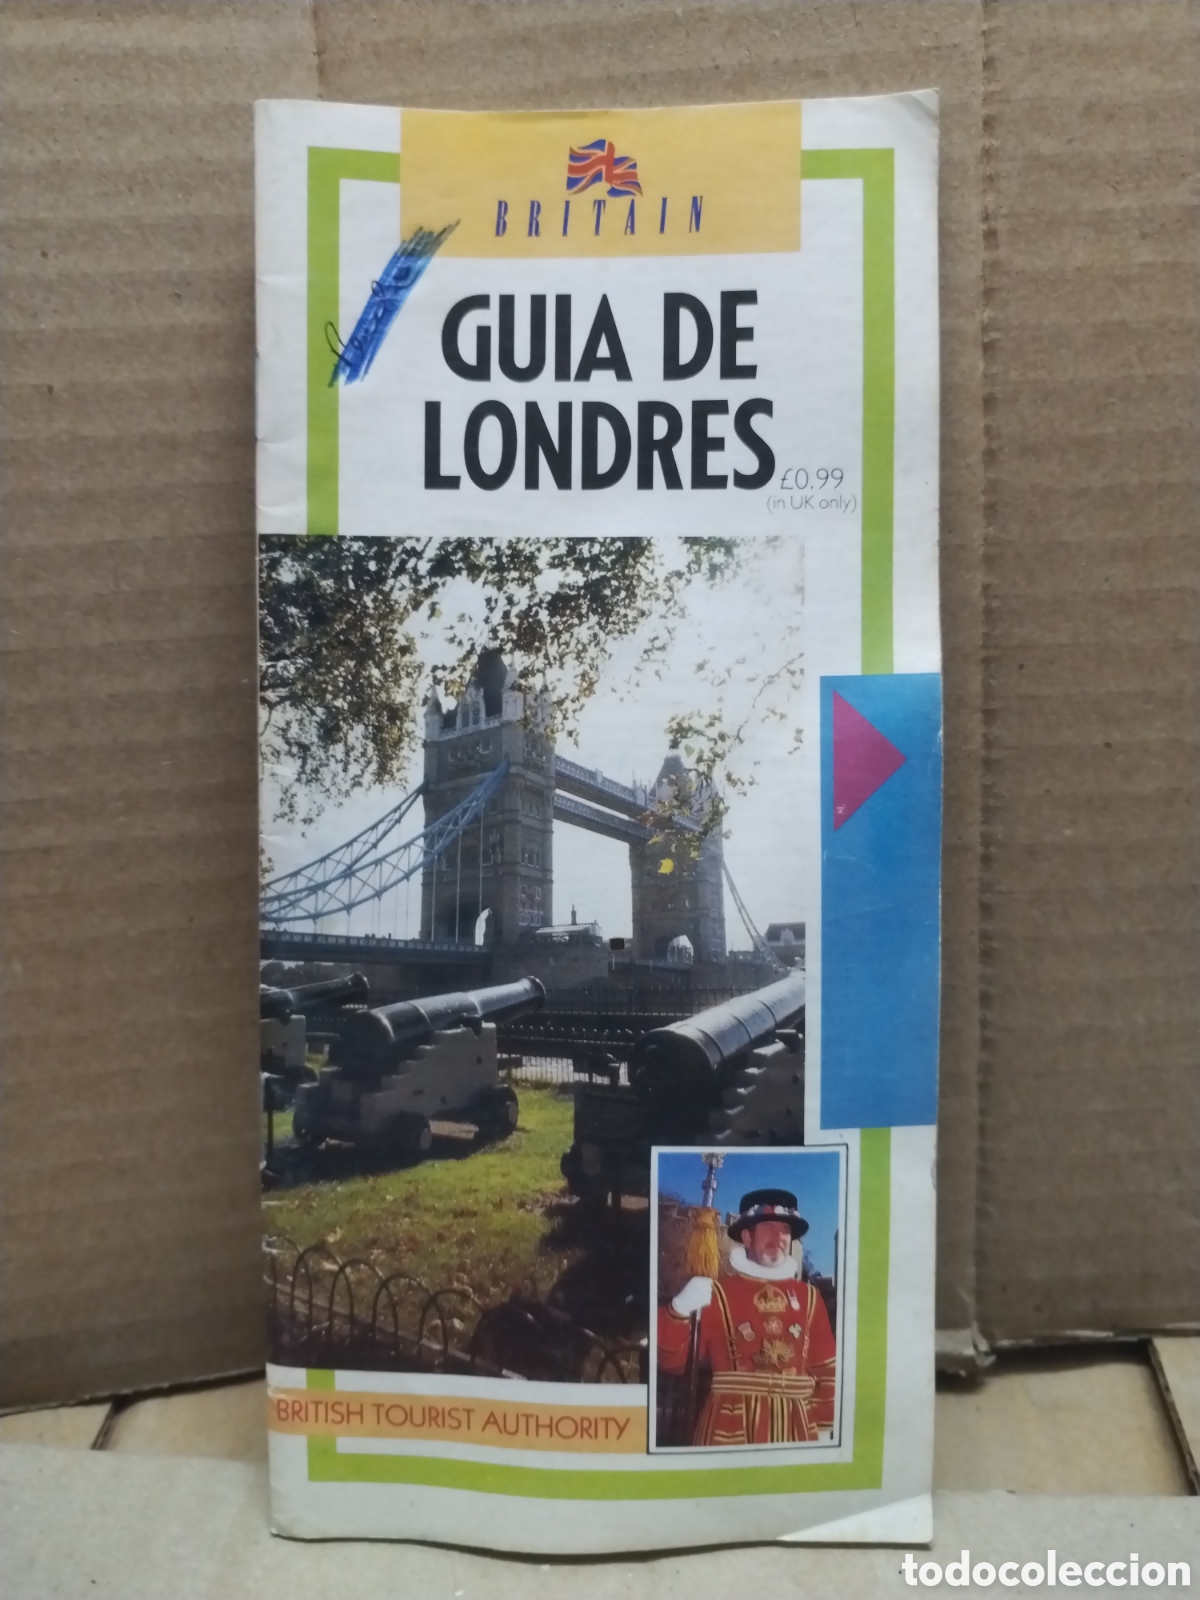 BRITAIN
GUIA DE
LONDRES
£0.99
(in UK only)
BRITISH TOURIST AUTHORITY
todocoleccion